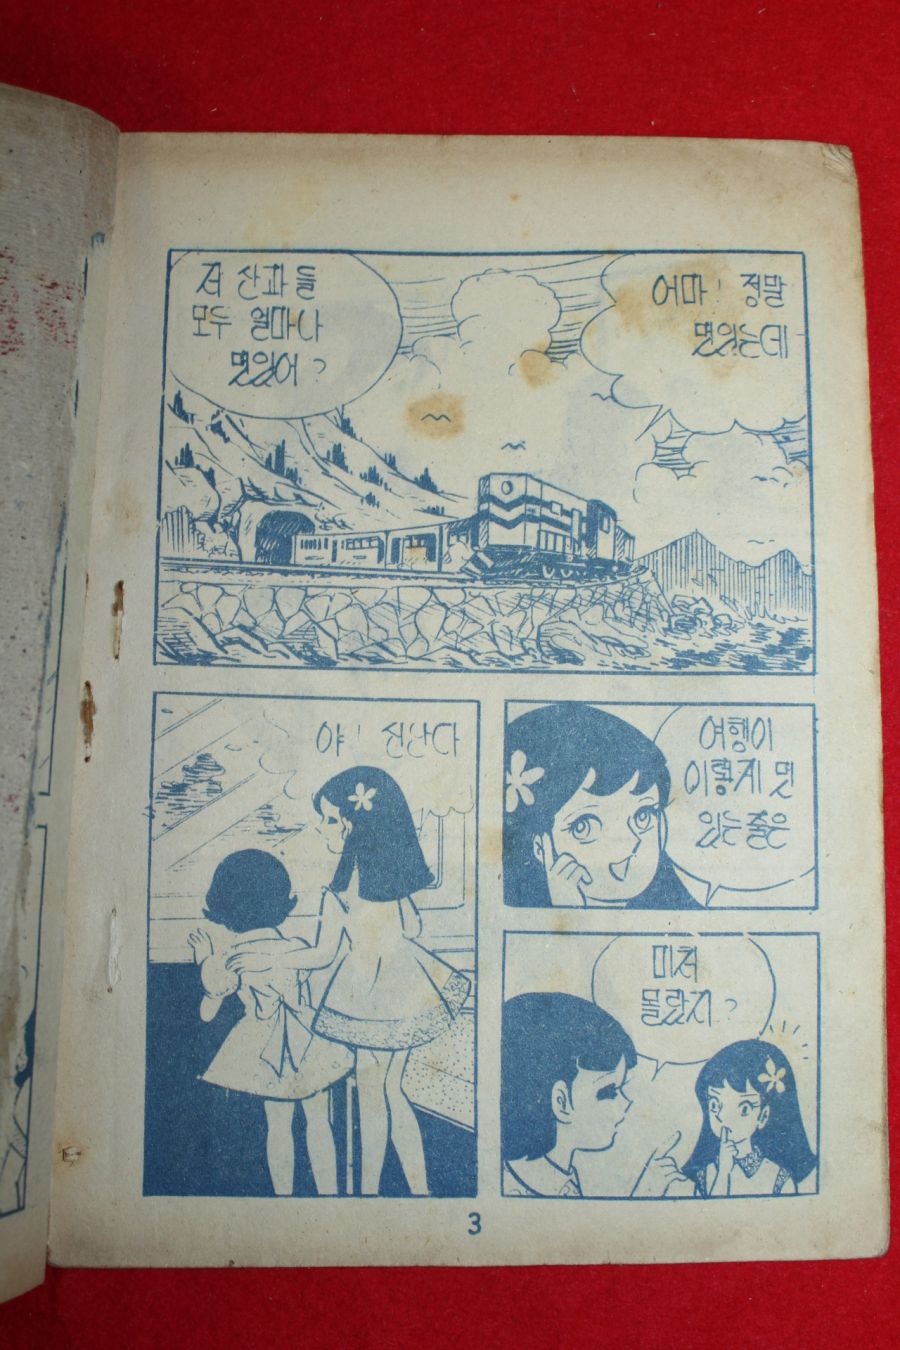 저 산과 들
모두 얼마나
멋있어?
어마! 정말
멋있는데
야! 신난다
여행이
이렇게 멋
있는줄은
미쳐
몰랐지?
3